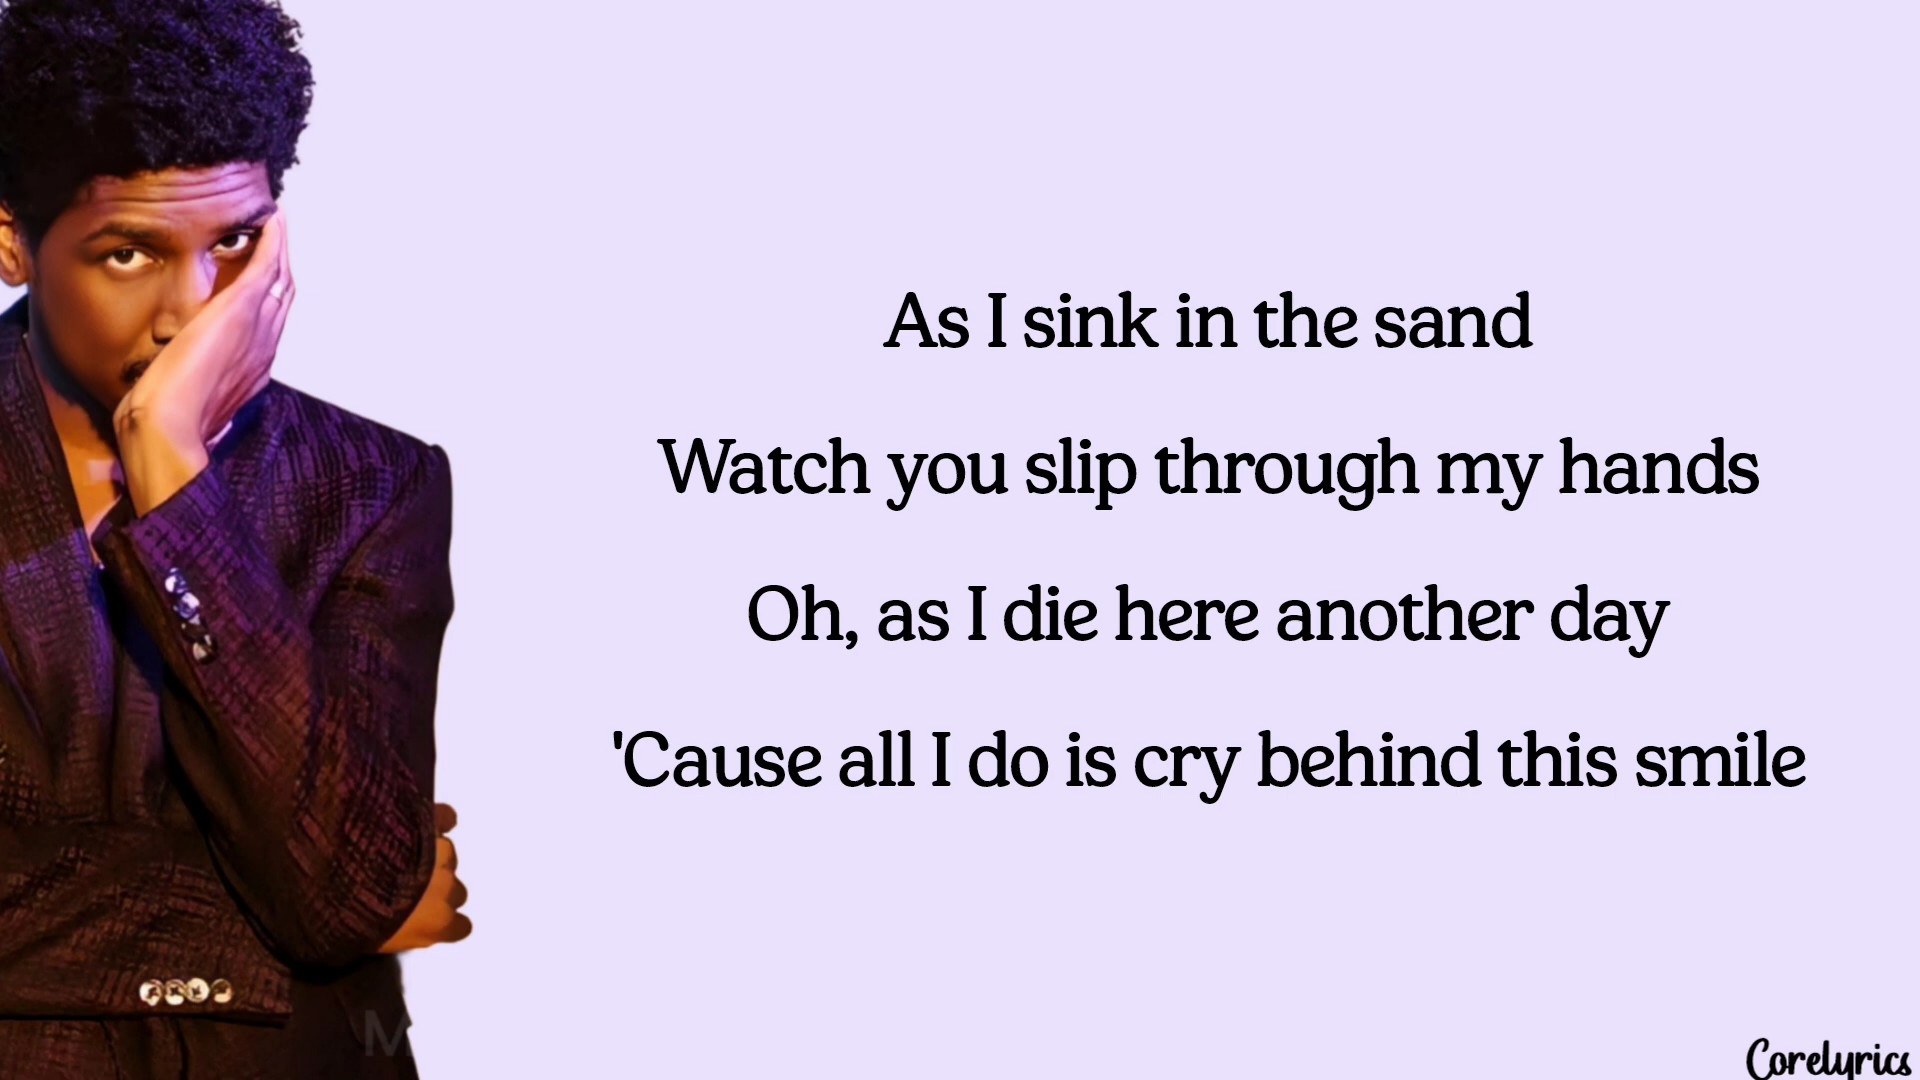 As I sink in the sand
Watch you slip through my hands
Oh, as I die here another day
'Cause all I do is cry behind this smile
Corelyrics